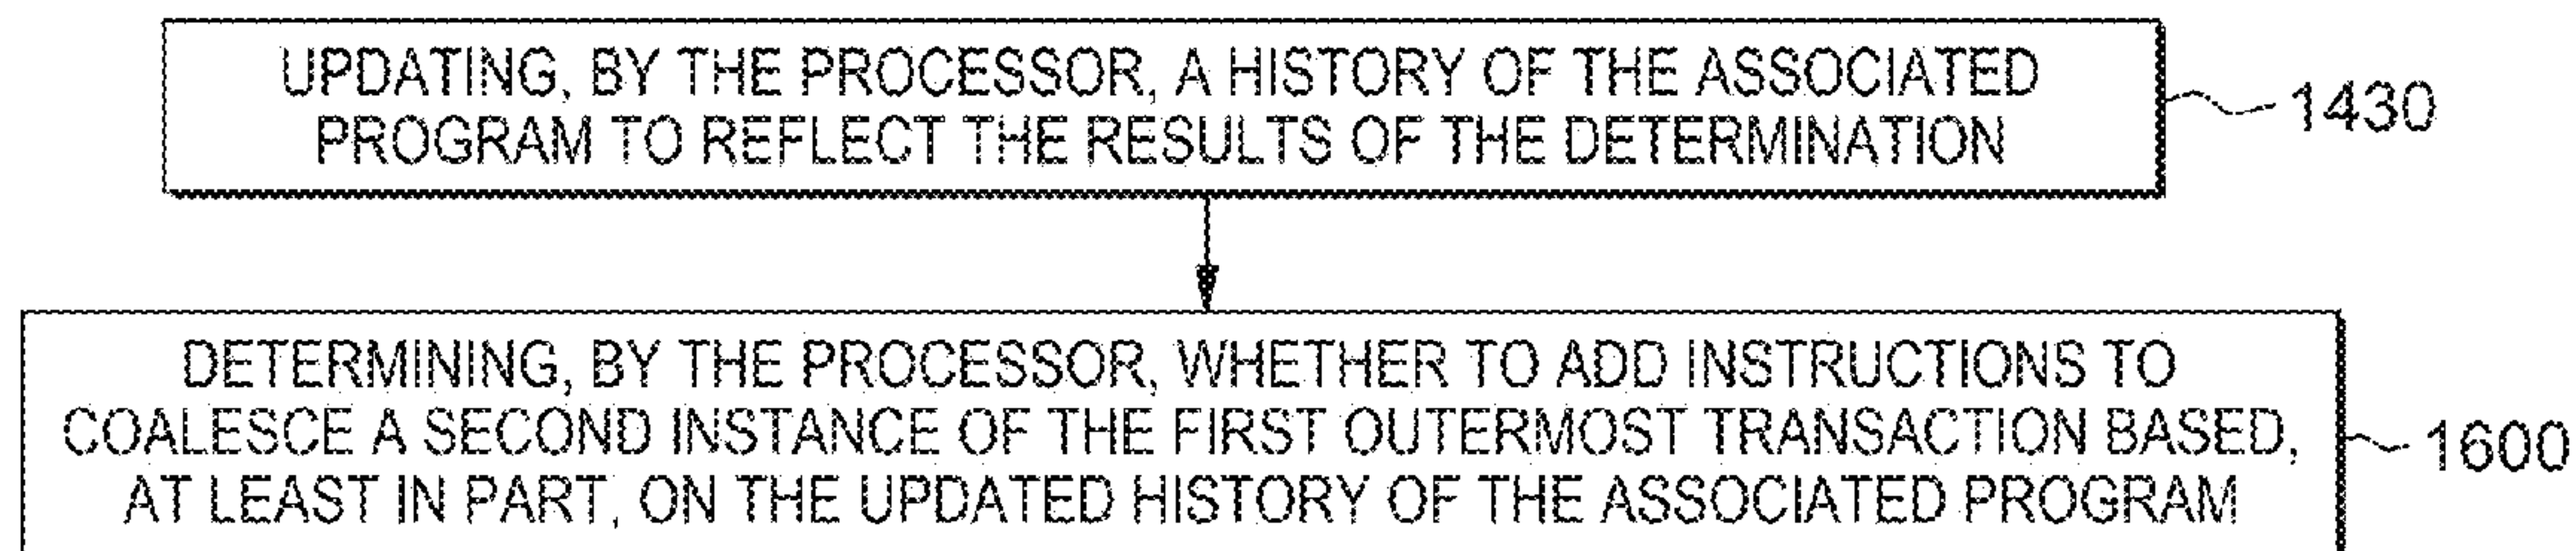 UPDATING, BY THE PROCESSOR, A HISTORY OF THE ASSOCIATED
PROGRAM TO REFLECT THE RESULTS OF THE DETERMINATION
1430
DETERMINING, BY THE PROCESSOR, WHETHER TO ADD INSTRUCTIONS TO
COALESCE A SECOND INSTANCE OF THE FIRST OUTERMOST TRANSACTION BASED,
AT LEAST IN PART, ON THE UPDATED HISTORY OF THE ASSOCIATED PROGRAM
1600